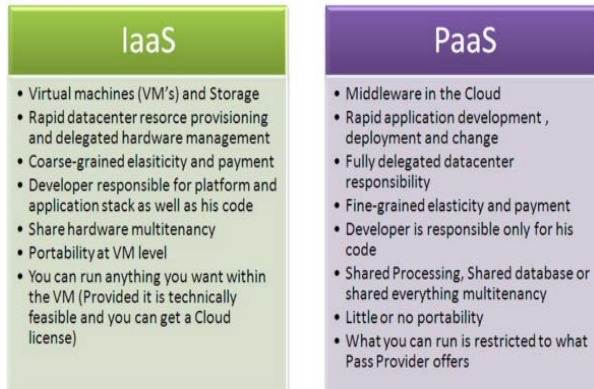 IaaS
• Virtual machines (VM's) and Storage
• Rapid datacenter resorce provisioning
and delegated hardware management
• Coarse-grained elasiticity and payment
• Developer responsible for platform and
application stack as well as his code
• Share hardware multitenancy
• Portability at VM level
• You can run anything you want within
the VM (Provided it is technically
feasible and you can get a Cloud
license)
PaaS
• Middleware in the Cloud
• Rapid application development ,
deployment and change
• Fully delegated datacenter
responsibility
• Fine-grained elasticity and payment
• Developer is responsible only for his
code
• Shared Processing, Shared database or
shared everything multitenancy
• Little or no portability
• What you can run is restricted to what
Pass Provider offers